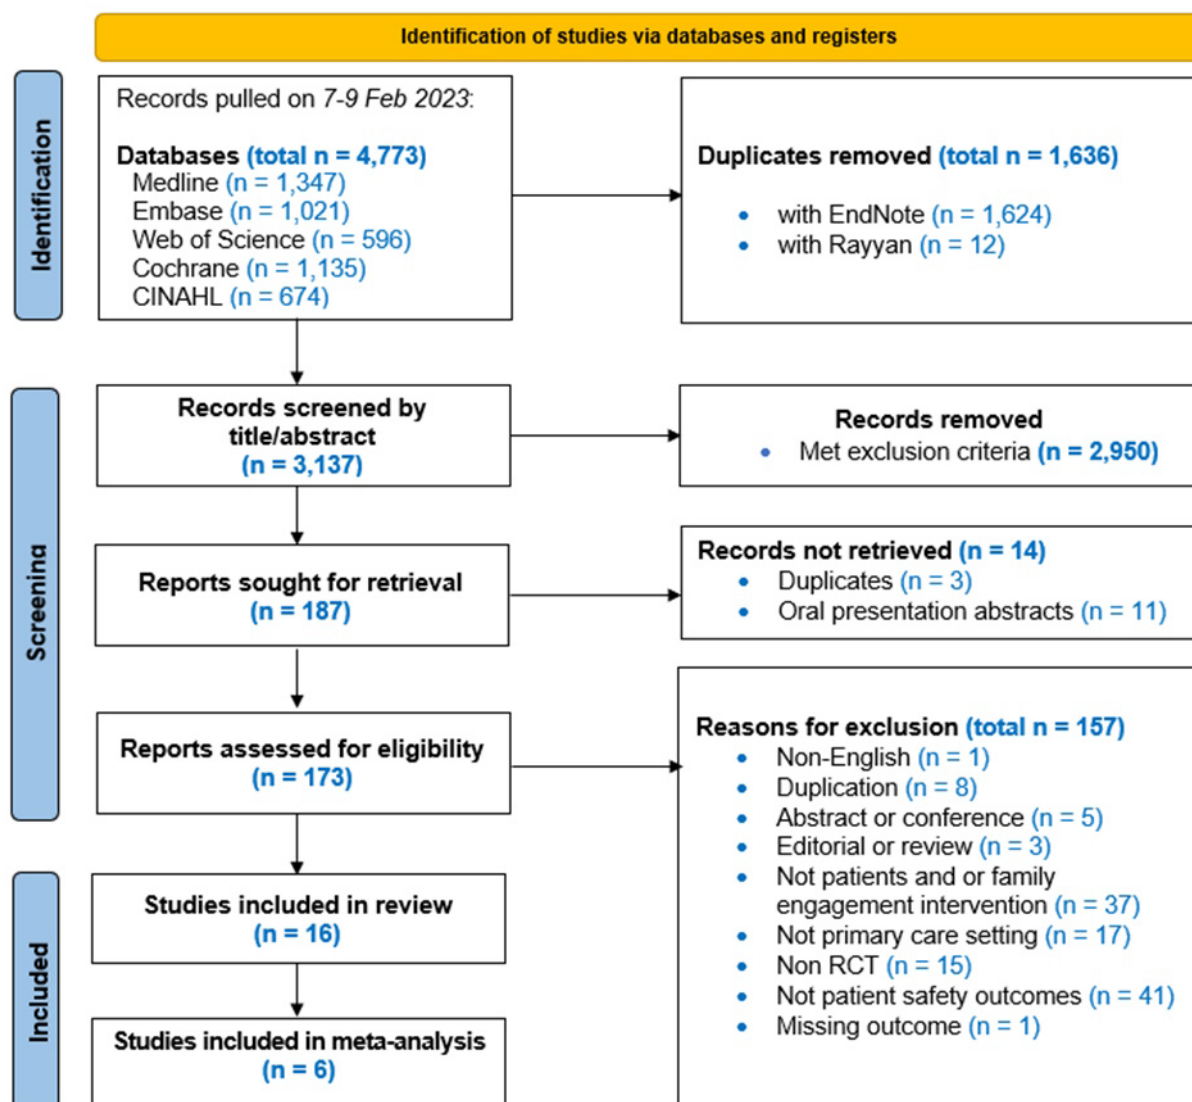 Identification of studies via databases and registers
Identification
Records pulled on 7-9 Feb 2023:
Databases (total n = 4,773)
Medline (n = 1,347)
Embase (n = 1,021)
Web of Science (n = 596)
Cochrane (n = 1,135)
CINAHL (n = 674)
Duplicates removed (total n = 1,636)
• with EndNote (n = 1,624)
• with Rayyan (n = 12)
Screening
Records screened by
title/abstract
(n = 3,137)
Records removed
• Met exclusion criteria (n = 2,950)
Reports sought for retrieval
(n = 187)
Records not retrieved (n = 14)
• Duplicates (n = 3)
• Oral presentation abstracts (n = 11)
Reports assessed for eligibility
(n = 173)
Reasons for exclusion (total n = 157)
• Non-English (n = 1)
• Duplication (n = 8)
• Abstract or conference (n = 5)
• Editorial or review (n = 3)
• Not patients and or family
engagement intervention (n = 37)
• Not primary care setting (n = 17)
• Non RCT (n = 15)
• Not patient safety outcomes (n = 41)
• Missing outcome (n = 1)
Included
Studies included in review
(n = 16)
Studies included in meta-analysis
(n = 6)